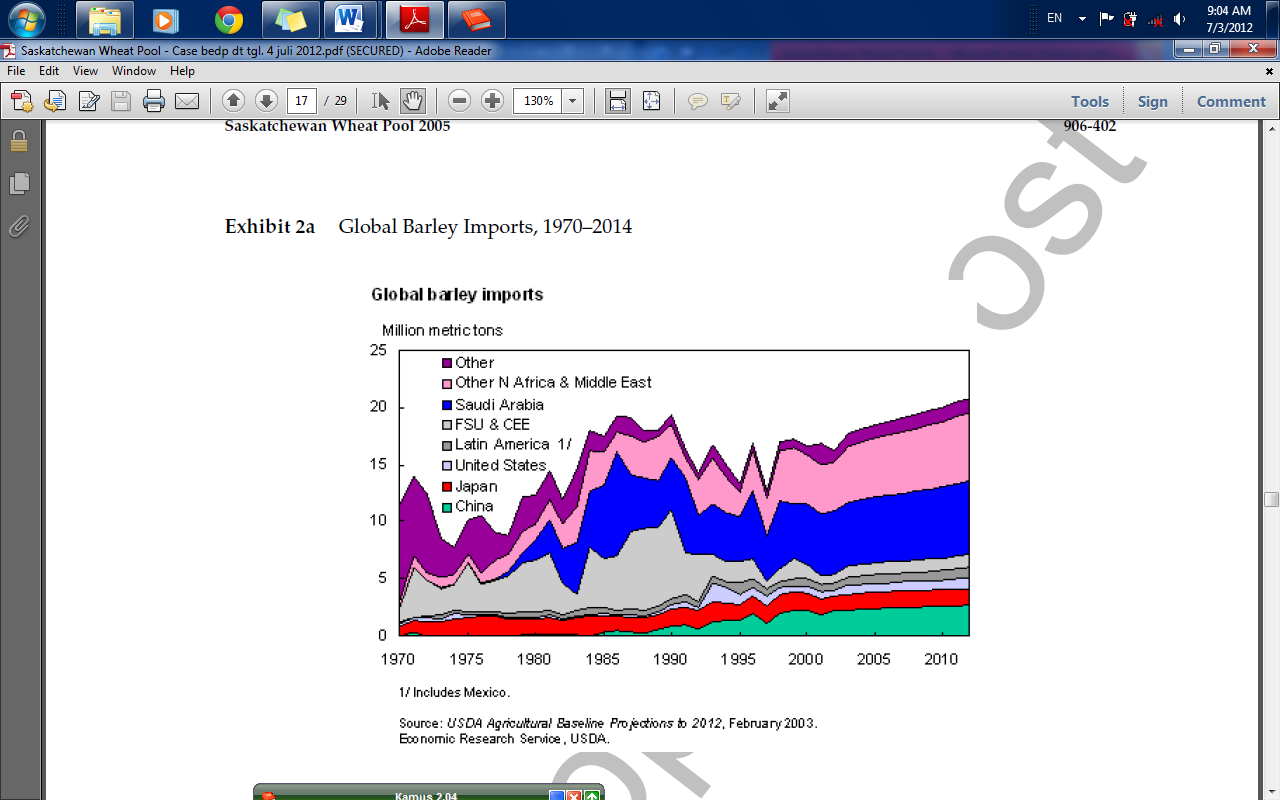 EN
9:04 AM
7/3/2012
Saskatchewan Wheat Pool - Case bedp dt tgl. 4 juli 2012.pdf (SECURED) - Adobe Reader
File Edit View Window Help
17 / 29
130%
Tools Sign Comment
Saskatchewan Wheat Pool 2005 906-402
Exhibit 2a Global Barley Imports, 1970–2014
Global barley imports
Million metric tons
25
20
15
10
5
0
Other
Other N Africa & Middle East
Saudi Arabia
FSU & CEE
Latin America 1/
United States
Japan
China
1970 1975 1980 1985 1990 1995 2000 2005 2010
1/ Includes Mexico.
Source: USDA Agricultural Baseline Projections to 2012, February 2003.
Economic Research Service, USDA.
Kamus 2.04